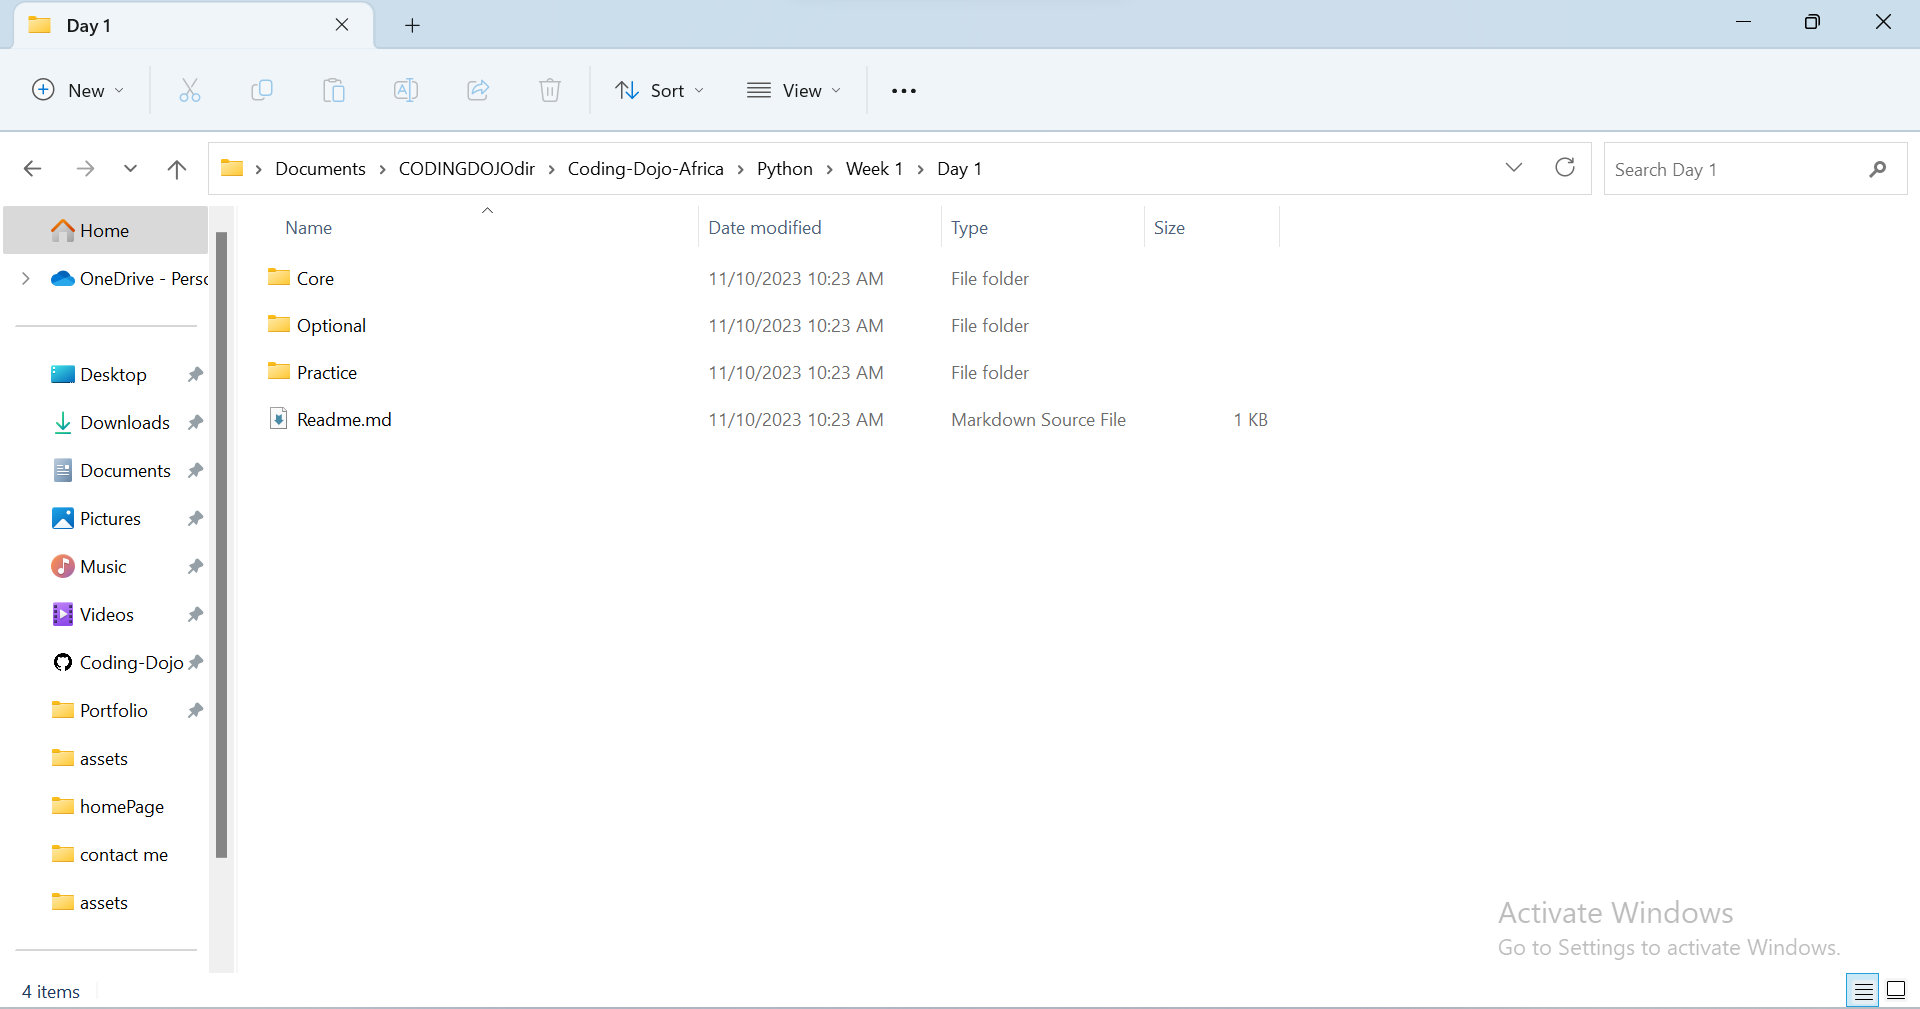 Day 1
New
Sort
View
Documents > CODINGDOJOdir > Coding-Dojo-Africa > Python > Week 1 > Day 1
Search Day 1
Home
OneDrive - Perso
Desktop
Downloads
Documents
Pictures
Music
Videos
Coding-Dojo
Portfolio
assets
homePage
contact me
assets
Name Date modified Type Size
Core 11/10/2023 10:23 AM File folder
Optional 11/10/2023 10:23 AM File folder
Practice 11/10/2023 10:23 AM File folder
Readme.md 11/10/2023 10:23 AM Markdown Source File 1 KB
Activate Windows
Go to Settings to activate Windows.
4 items